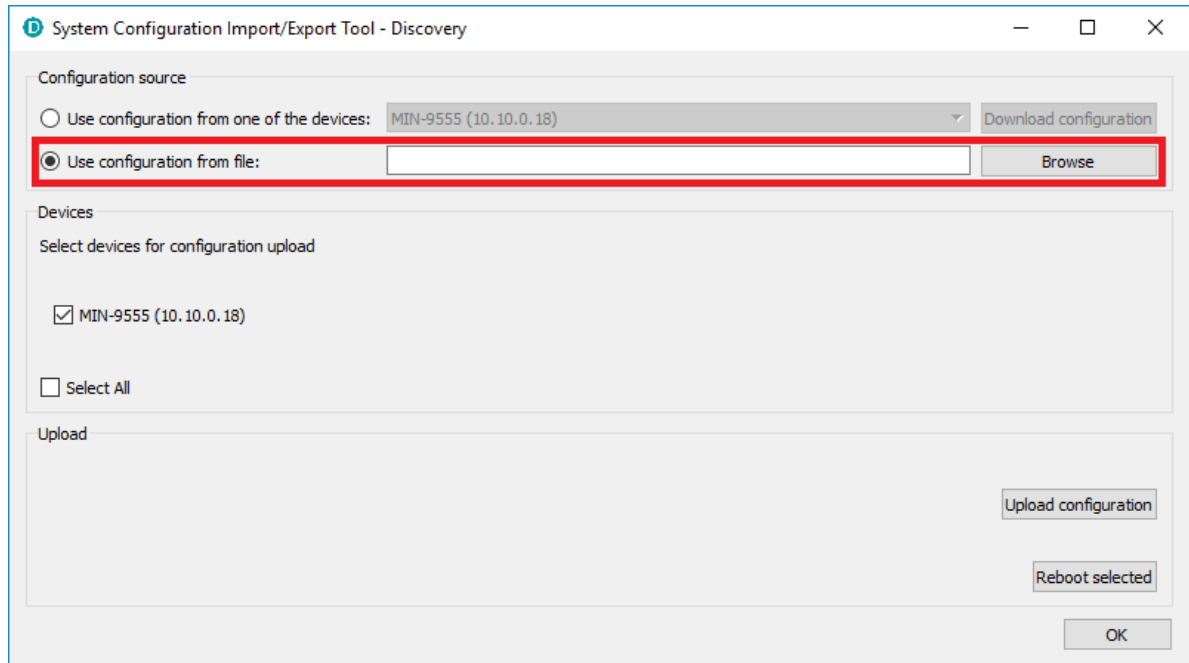 System Configuration Import/Export Tool - Discovery
Configuration source
Use configuration from one of the devices: MIN-9555 (10.10.0.18) Download configuration
Use configuration from file: Browse
Devices
Select devices for configuration upload
MIN-9555 (10.10.0.18)
Select All
Upload
Upload configuration
Reboot selected
OK